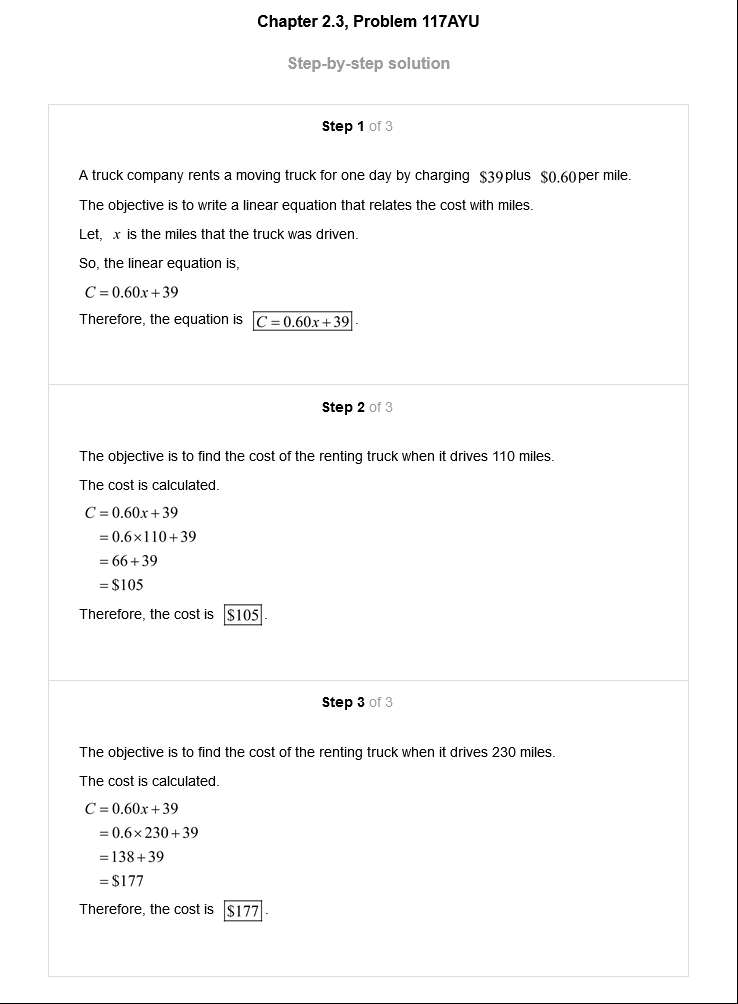 Chapter 2.3, Problem 117AYU
Step-by-step solution
Step 1 of 3
A truck company rents a moving truck for one day by charging $39 plus $0.60 per mile.
The objective is to write a linear equation that relates the cost with miles.
Let, x is the miles that the truck was driven.
So, the linear equation is,
C = 0.60x + 39
Therefore, the equation is C = 0.60x + 39.
Step 2 of 3
The objective is to find the cost of the renting truck when it drives 110 miles.
The cost is calculated.
C = 0.60x + 39
= 0.6×110 + 39
= 66 + 39
= $105
Therefore, the cost is $105.
Step 3 of 3
The objective is to find the cost of the renting truck when it drives 230 miles.
The cost is calculated.
C = 0.60x + 39
= 0.6×230 + 39
= 138 + 39
= $177
Therefore, the cost is $177.